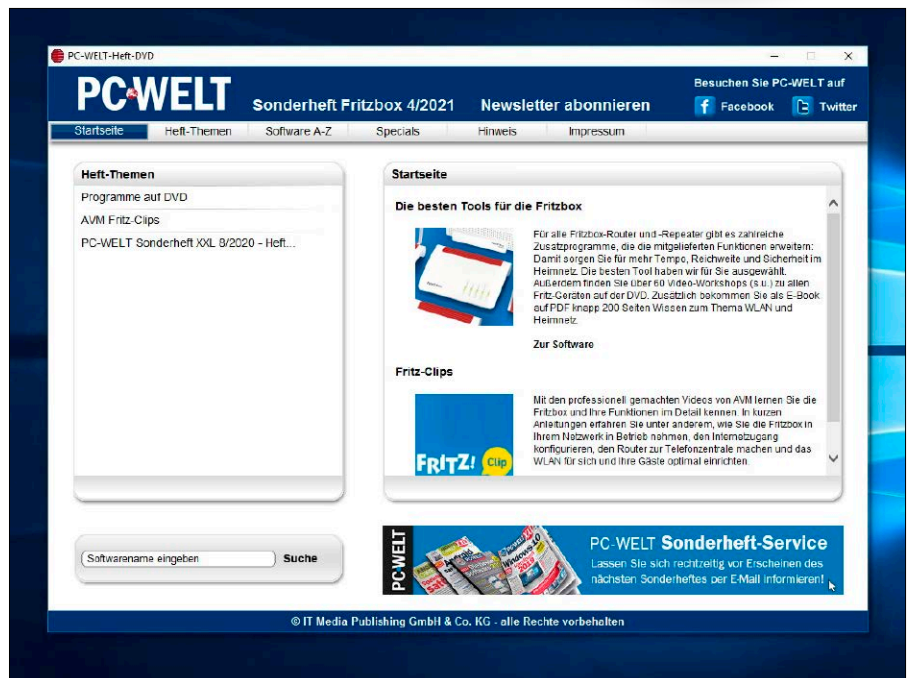 PC-WELT-Heft-DVD
PC WELT
Sonderheft Fritzbox 4/2021
Newsletter abonnieren
Besuchen Sie PC-WELT auf
f Facebook
Twitter
Startseite
Heft-Themen
Software A-Z
Specials
Hinweis
Impressum
Heft-Themen
Programme auf DVD
AVM Fritz-Clips
PC-WELT Sonderheft XXL 8/2020 - Heft...
Startseite
Die besten Tools für die Fritzbox
Für alle Fritzbox-Router und -Repeater gibt es zahlreiche
Zusatzprogramme, die die mitgelieferten Funktionen erweitern:
Damit sorgen Sie für mehr Tempo, Reichweite und Sicherheit im
Heimnetz. Die besten Tool haben wir für Sie ausgewählt.
Außerdem finden Sie über 60 Video-Workshops (s.u.) zu allen
Fritz-Geräten auf der DVD. Zusätzlich bekommen Sie als E-Book
auf PDF knapp 200 Seiten Wissen zum Thema WLAN und
Heimnetz.
Zur Software
Fritz-Clips
FRITZ! Clip
Mit den professionell gemachten Videos von AVM lernen Sie die
Fritzbox und Ihre Funktionen im Detail kennen. In kurzen
Anleitungen erfahren Sie unter anderem, wie Sie die Fritzbox in
Ihrem Netzwerk in Betrieb nehmen, den Internetzugang
konfigurieren, den Router zur Telefonzentrale machen und das
WLAN für sich und Ihre Gäste optimal einrichten.
Softwarename eingeben
Suche
PC WELT
PC-WELT Sonderheft-Service
Lassen Sie sich rechtzeitig vor Erscheinen des
nächsten Sonderheftes per E-Mail informieren!
© IT Media Publishing GmbH & Co. KG - alle Rechte vorbehalten